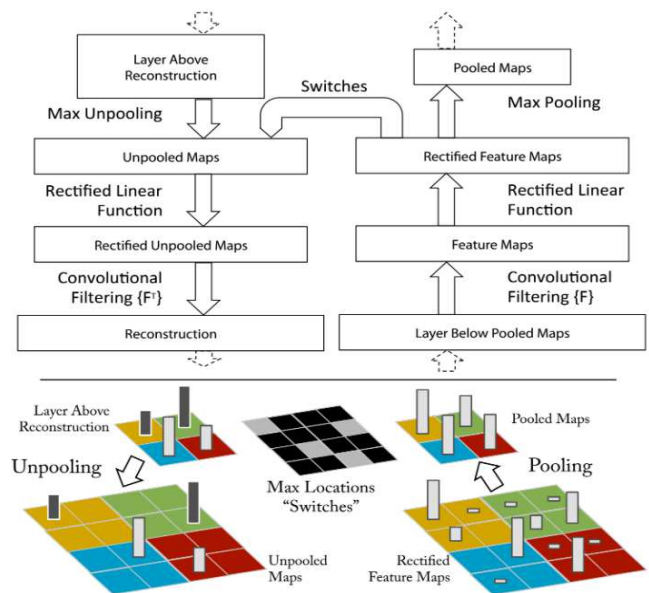 Layer Above
Reconstruction
Pooled Maps
Switches
Max Unpooling
Max Pooling
Unpooled Maps
Rectified Feature Maps
Rectified Linear
Function
Rectified Linear
Function
Rectified Unpooled Maps
Feature Maps
Convolutional
Filtering {Fᵀ}
Convolutional
Filtering {F}
Reconstruction
Layer Below Pooled Maps
Layer Above
Reconstruction
Pooled Maps
Unpooling
Max Locations
“Switches”
Pooling
Unpooled
Maps
Rectified
Feature Maps